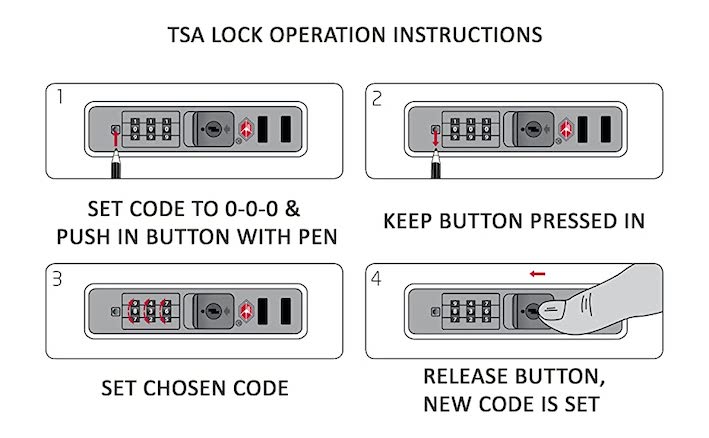 TSA LOCK OPERATION INSTRUCTIONS
1
2
SET CODE TO 0-0-0 &
PUSH IN BUTTON WITH PEN
KEEP BUTTON PRESSED IN
3
4
SET CHOSEN CODE
RELEASE BUTTON,
NEW CODE IS SET